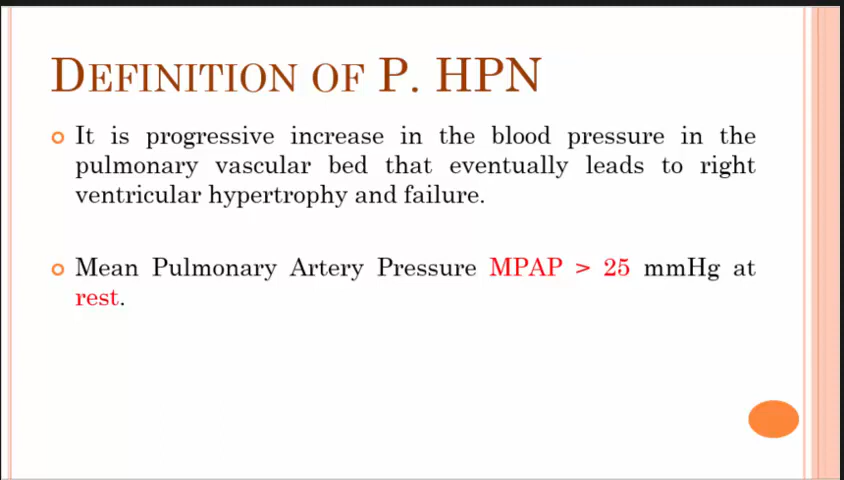 DEFINITION OF P. HPN
It is progressive increase in the blood pressure in the
pulmonary vascular bed that eventually leads to right
ventricular hypertrophy and failure.
Mean Pulmonary Artery Pressure MPAP > 25 mmHg at
rest.